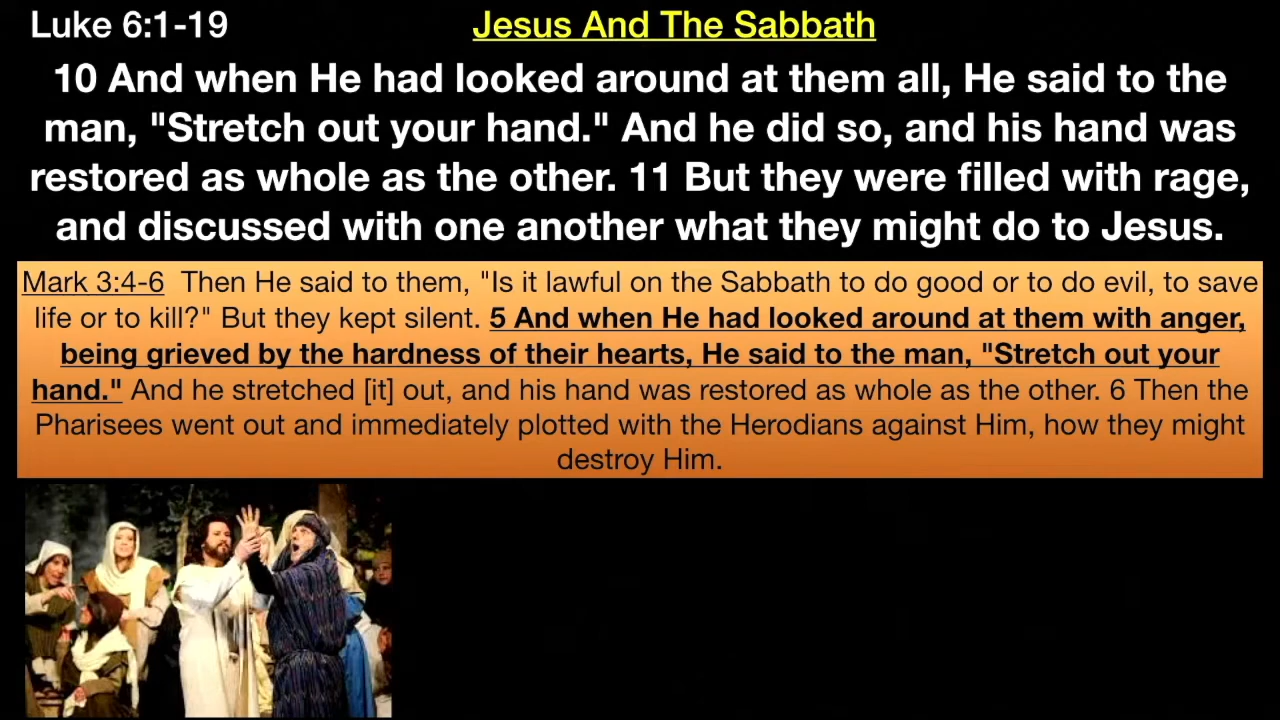 Luke 6:1-19
Jesus And The Sabbath
10 And when He had looked around at them all, He said to the
man, "Stretch out your hand." And he did so, and his hand was
restored as whole as the other. 11 But they were filled with rage,
and discussed with one another what they might do to Jesus.
Mark 3:4-6 Then He said to them, "Is it lawful on the Sabbath to do good or to do evil, to save
life or to kill?" But they kept silent. 5 And when He had looked around at them with anger,
being grieved by the hardness of their hearts, He said to the man, "Stretch out your
hand." And he stretched [it] out, and his hand was restored as whole as the other. 6 Then the
Pharisees went out and immediately plotted with the Herodians against Him, how they might
destroy Him.